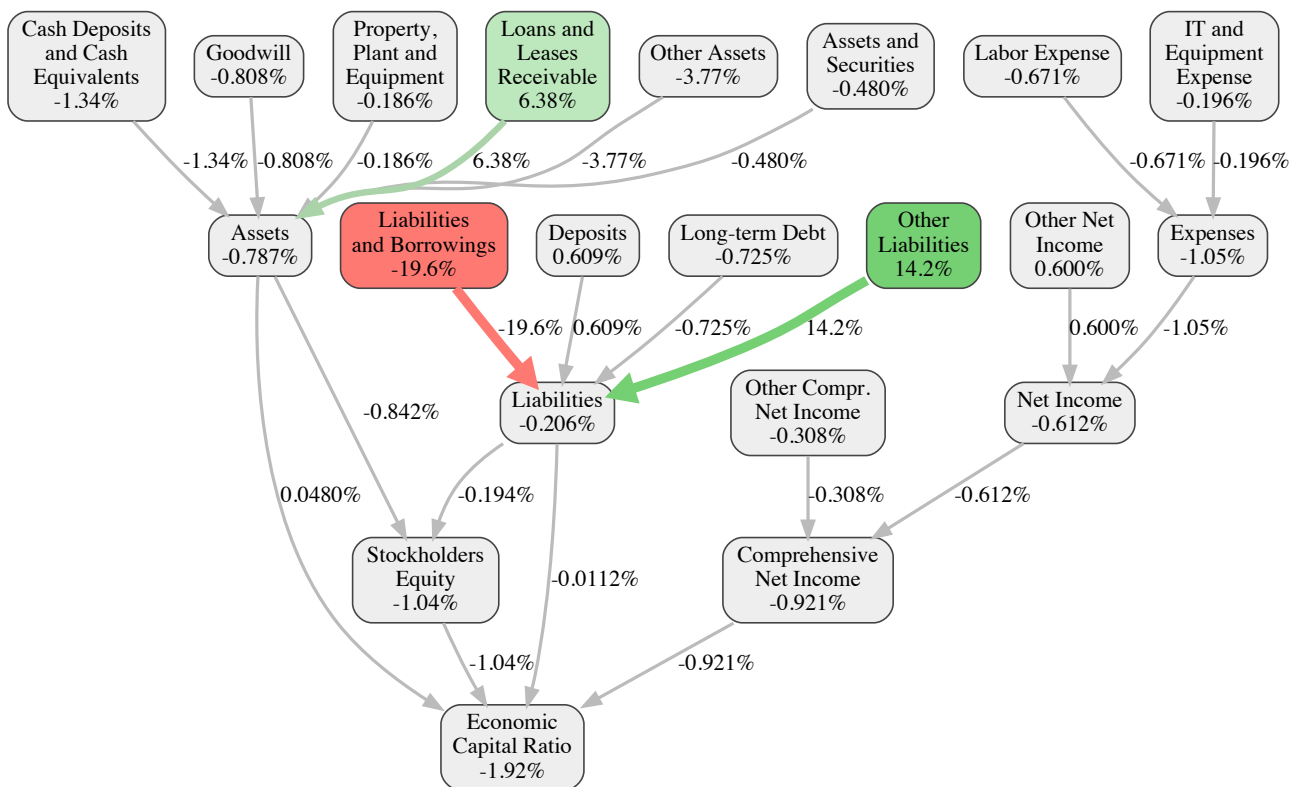 Cash Deposits
and Cash
Equivalents
-1.34%
Goodwill
-0.808%
Property,
Plant and
Equipment
-0.186%
Loans and
Leases
Receivable
6.38%
Other Assets
-3.77%
Assets and
Securities
-0.480%
Labor Expense
-0.671%
IT and
Equipment
Expense
-0.196%
-1.34%
-0.808%
-0.186%
6.38%
-3.77%
-0.480%
-0.671%
-0.196%
Assets
-0.787%
Liabilities
and Borrowings
-19.6%
Deposits
0.609%
Long-term Debt
-0.725%
Other
Liabilities
14.2%
Other Net
Income
0.600%
Expenses
-1.05%
-19.6%
0.609%
-0.725%
14.2%
0.600%
-1.05%
-0.842%
Liabilities
-0.206%
Other Compr.
Net Income
-0.308%
Net Income
-0.612%
0.0480%
-0.194%
-0.308%
-0.612%
Stockholders
Equity
-1.04%
-0.0112%
Comprehensive
Net Income
-0.921%
-1.04%
-0.921%
Economic
Capital Ratio
-1.92%